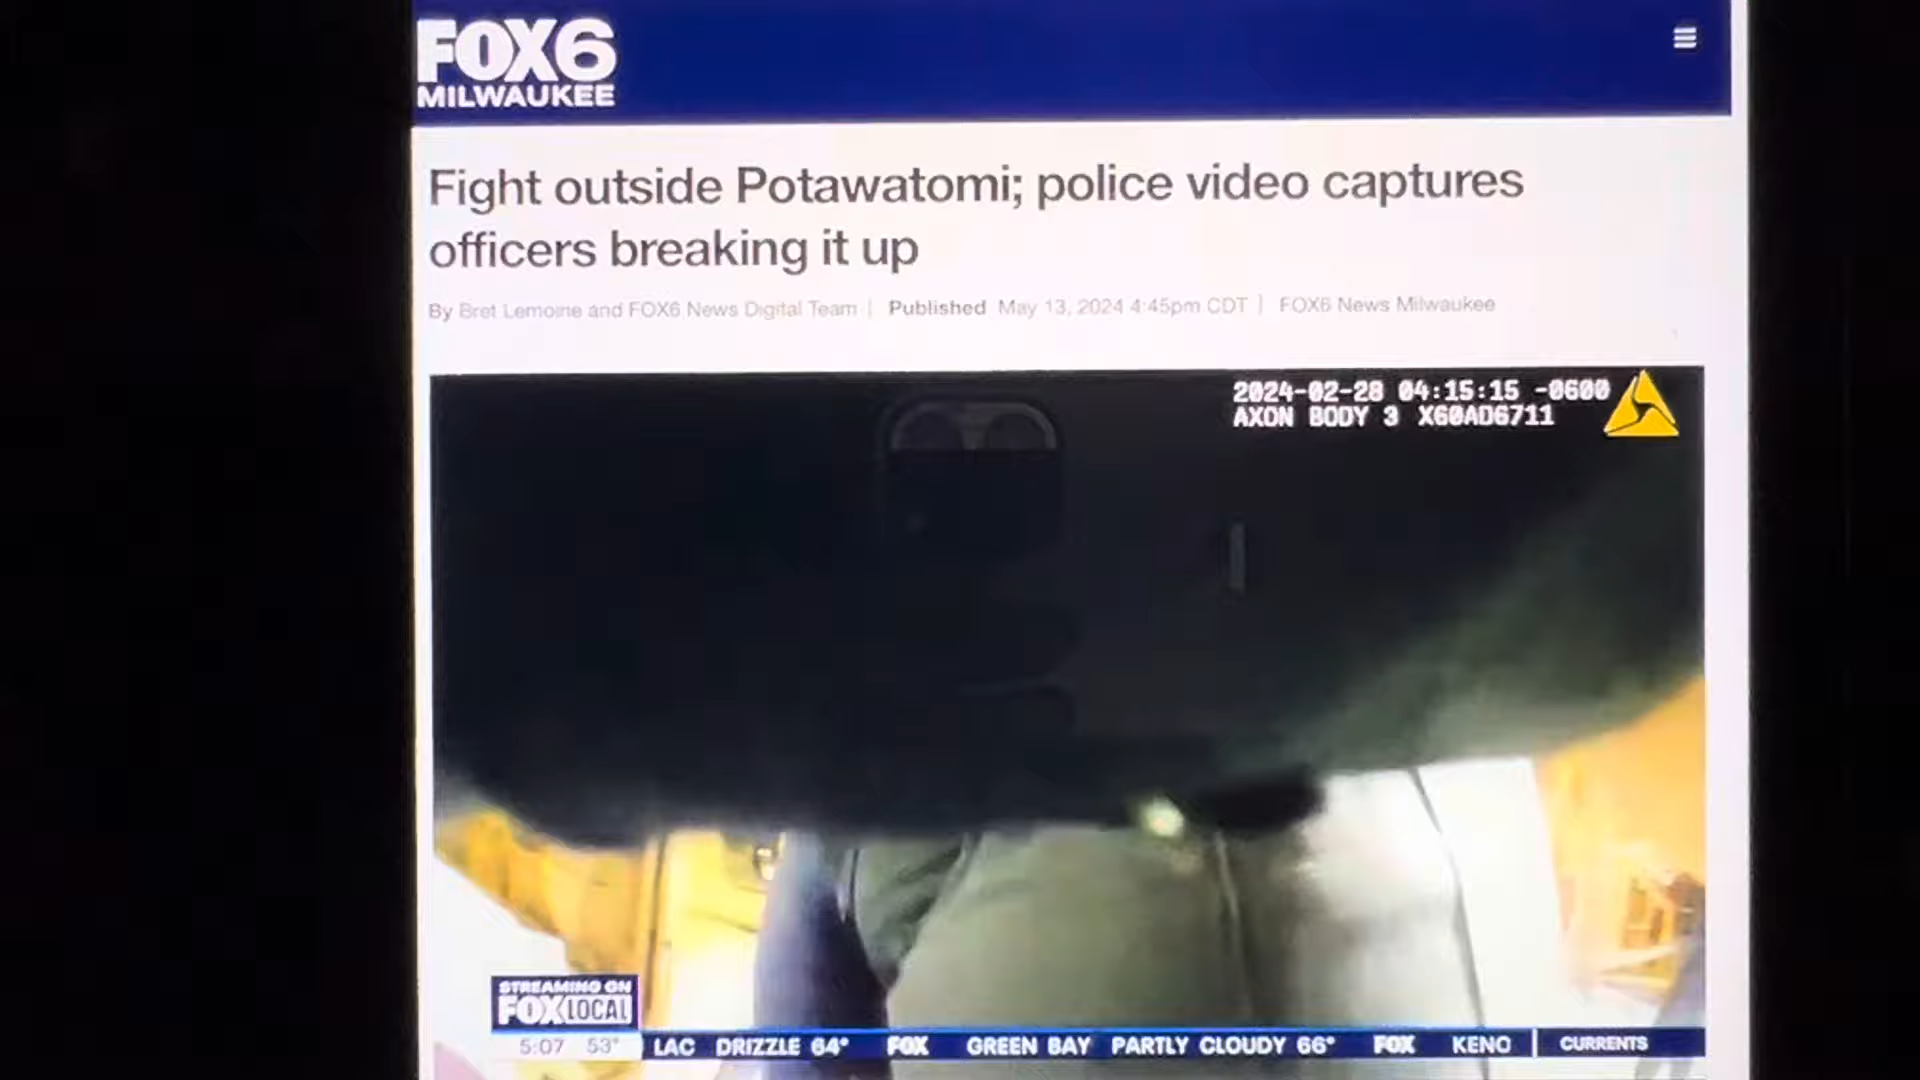 FOX6
MILWAUKEE
Fight outside Potawatomi; police video captures
officers breaking it up
By Bret Lemoine and FOX6 News Digital Team | Published May 13, 2024 4:45pm CDT | FOX6 News Milwaukee
2024-02-28 04:15:15 -0600
AXON BODY 3 X60AD6711
STREAMING ON
FOX LOCAL
5:07 53° LAC DRIZZLE 64° FOX GREEN BAY PARTLY CLOUDY 66° FOX KENO CURRENTS